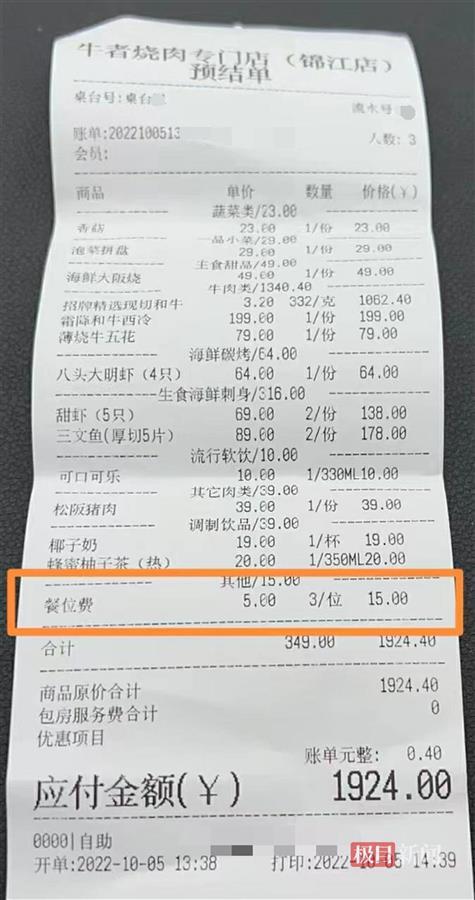 牛者烧肉专门店（锦江店）
预结单
桌台号:桌台
流水号
账单:2022100513
人数: 3
会员:
商品 单价 数量 价格(￥)
蔬菜类/23.00
香菇 23.00 1/份 23.00
品小菜/29.00
泡菜拼盘 29.00 1/份 29.00
主食甜品/49.00
海鲜大阪烧 49.00 1/份 49.00
牛肉类/1340.40
招牌精选现切和牛 3.20 332/克 1062.40
霜降和牛西冷 199.00 1/份 199.00
薄烧牛五花 79.00 1/份 79.00
海鲜碳烤/64.00
八头大明虾（4只） 64.00 1/份 64.00
生食海鲜刺身/316.00
甜虾（5只） 69.00 2/份 138.00
三文鱼(厚切5片) 89.00 2/份 178.00
流行软饮/10.00
可口可乐 10.00 1/330ML10.00
其它肉类/39.00
松阪猪肉 39.00 1/份 39.00
调制饮品/39.00
椰子奶 19.00 1/杯 19.00
蜂蜜柚子茶（热） 20.00 1/350ML20.00
其他/15.00
餐位费 5.00 3/位 15.00
合计 349.00 1924.40
商品原价合计 1924.40
包房服务费合计 0
优惠项目
账单元整: 0.40
应付金额(￥) 1924.00
0000|自助
开单:2022-10-05 13:38 打印:2022-10-05 14:39
极目新闻